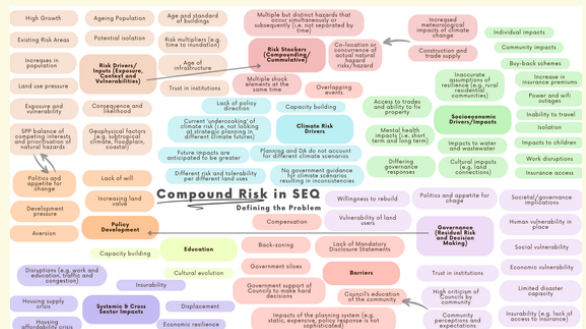 High Growth
Ageing Population
Age and standard
of buildings
Existing Risk Areas
Potential isolation
Risk multipliers (e.g.
time to inundation)
Increases in
population
Risk Drivers/
Inputs (Exposure,
Context and
Vulnerabilities)
Age of
infrastructure
Land use pressure
Trust in institutions
Exposure and
vulnerability
Consequence and
likelihood
SPP balance of
competing interests
and prioritisation of
natural hazards
Geophysical factors
(e.g. subtropical
climate, floodplain,
coastal)
Multiple but distinct hazards that
occur simultaneously or
subsequently (i.e. not separated by
time)
Risk Stackers
(Compounding/
Cummulative)
Co-location or
concurrence of
actual natural
hazard
risks/hazard
Multiple shock
elements at the
same time
Overlapping
events
Increased
meteorological
impacts of climate
change
Construction and
trade supply
Individual impacts
Community impacts
Buy-back schemes
Inaccurate
assumptions of
resilience (e.g. rural
residential
communities)
Increase in
insurance premiums
Power and wifi
outages
Access to trades
and ability to fix
property
Socioeconomic
Drivers/Impacts
Inability to travel
Isolation
Mental health
impacts (i.e. short
term and long term)
Impacts to water
and wastewater
Impacts to children
Work disruptions
Differing
governance
responses
Cultural impacts
(e.g. land
connections)
Insurance access
Lack of policy
direction
Capacity building
Current 'undercooking' of
climate risk (i.e. not looking
at strategic planning in
different climate futures)
Climate Risk
Drivers
Future impacts are
anticipated to be greater
Planning and DA do not account
for different climate scenarios
Different risk and tolerability
per different land uses
No government guidance
for climate scenarios
resulting in inconsistencies
Politics and
appetite for
change
Lack of will
Increasing land
value
Development
pressure
Policy
Development
Aversion
Compound Risk in SEQ
Defining the Problem
Willingness to rebuild
Politics and appetite for
chage
Societal/governance
implications
Compensation
Vulnerability of land
users
Governance
(Residual Risk
and Decision
Making)
Human vulnerability in
place
Social vulnerability
Capacity building
Education
Cultural evolution
Back-zoning
Lack of Mandatory
Disclosure Statements
Government siloes
Barriers
Trust in institutions
Economic vulnerability
Disruptions (e.g. work and
education, traffic and
congestion)
Insurability
Government support of
Council to make hard
decisions
Council's education
of the community
High criticism of
Councils by
community
Limited disaster
capacity
Housing supply
crisis
Systemic & Cross
Sector Impacts
Displacement
Impacts of the planning system (e.g.
static, expensive, policy response is
not sophisticated)
Community
perceptions and
expectations
Insurability (e.g. lack
of access to insurance)
Housing
affordability crisis
Economic resilience